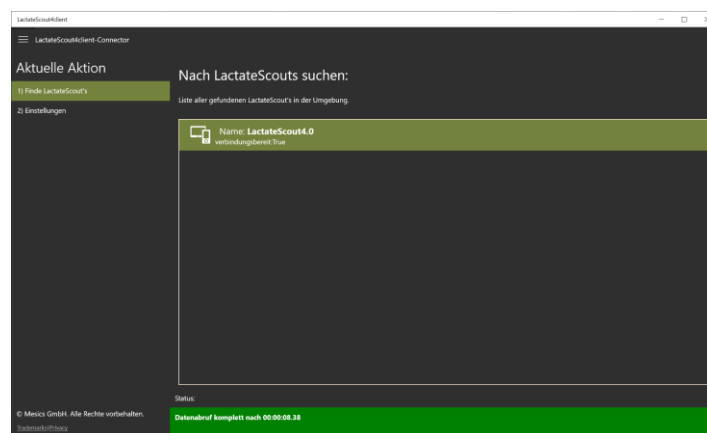 LactateScout4client
LactateScout4client-Connector
Aktuelle Aktion
1) Finde LactateScout's
2) Einstellungen
Nach LactateScouts suchen:
Liste aller gefundenen LactateScout's in der Umgebung.
Name: LactateScout4.0
verbindungsbereit:True
Status:
Datenabruf komplett nach 00:00:08.38
© Mesics GmbH. Alle Rechte vorbehalten.
Trademarks|Privacy